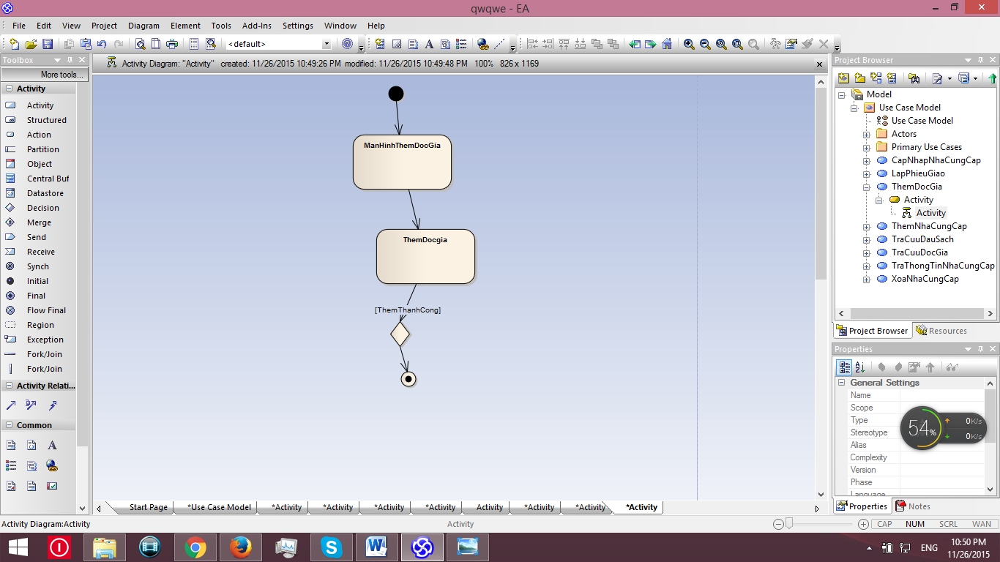 qwqwe - EA
File Edit View Project Diagram Element Tools Add-Ins Settings Window Help
<default>
Toolbox
More tools...
Activity
Activity
Structured
Action
Partition
Object
Central Buf
Datastore
Decision
Merge
Send
Receive
Synch
Initial
Final
Flow Final
Region
Exception
Fork/Join
Fork/Join
Activity Relati...
Common
Activity Diagram: "Activity" created: 11/26/2015 10:49:26 PM modified: 11/26/2015 10:49:48 PM 100% 826 x 1169
ManHinhThemDocGia
ThemDocgia
[ThemThanhCong]
Start Page *Use Case Model *Activity *Activity *Activity *Activity Activity *Activity *Activity *Activity
Project Browser
Model
Use Case Model
Use Case Model
Actors
Primary Use Cases
CapNhapNhaCungCap
LapPhieuGiao
ThemDocGia
Activity
Activity
ThemNhaCungCap
TraCuuDauSach
TraCuuDocGia
TraThongTinNhaCungCap
XoaNhaCungCap
Project Browser Resources
Properties
General Settings
Name
Scope
Type
Stereotype
Alias
Complexity
Version
Phase
Language
54%
0K/s
0K/s
Properties Notes
Activity Diagram:Activity Activity CAP NUM SCRL WAN
ENG
10:50 PM
11/26/2015